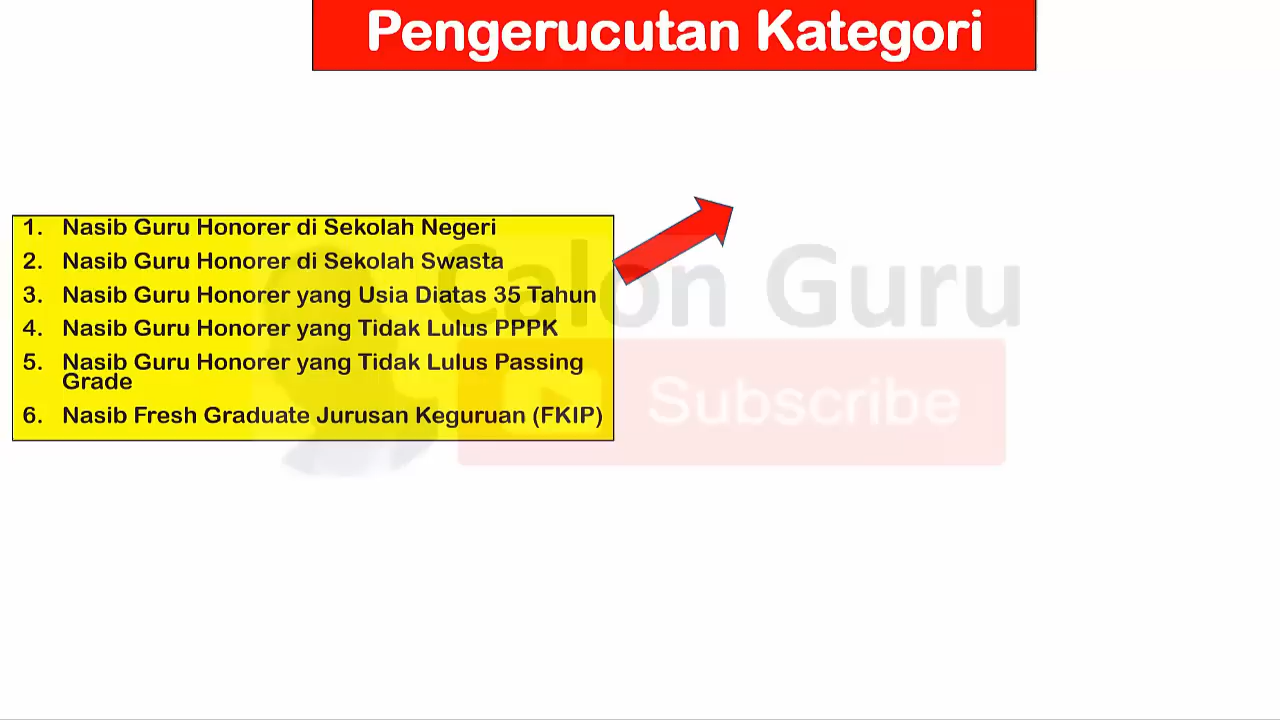 Pengerucutan Kategori
1. Nasib Guru Honorer di Sekolah Negeri
2. Nasib Guru Honorer di Sekolah Swasta
3. Nasib Guru Honorer yang Usia Diatas 35 Tahun
4. Nasib Guru Honorer yang Tidak Lulus PPPK
5. Nasib Guru Honorer yang Tidak Lulus Passing
Grade
6. Nasib Fresh Graduate Jurusan Keguruan (FKIP)
Calon Guru
Subscribe